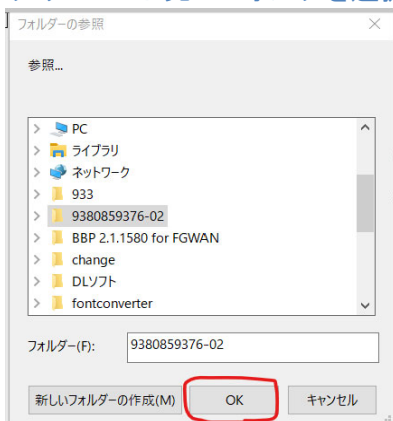 フォルダーの参照
参照...
PC
ライブラリ
ネットワーク
933
9380859376-02
BBP 2.1.1580 for FGWAN
change
DLソフト
fontconverter
フォルダー(F): 9380859376-02
新しいフォルダーの作成(M) OK キャンセル